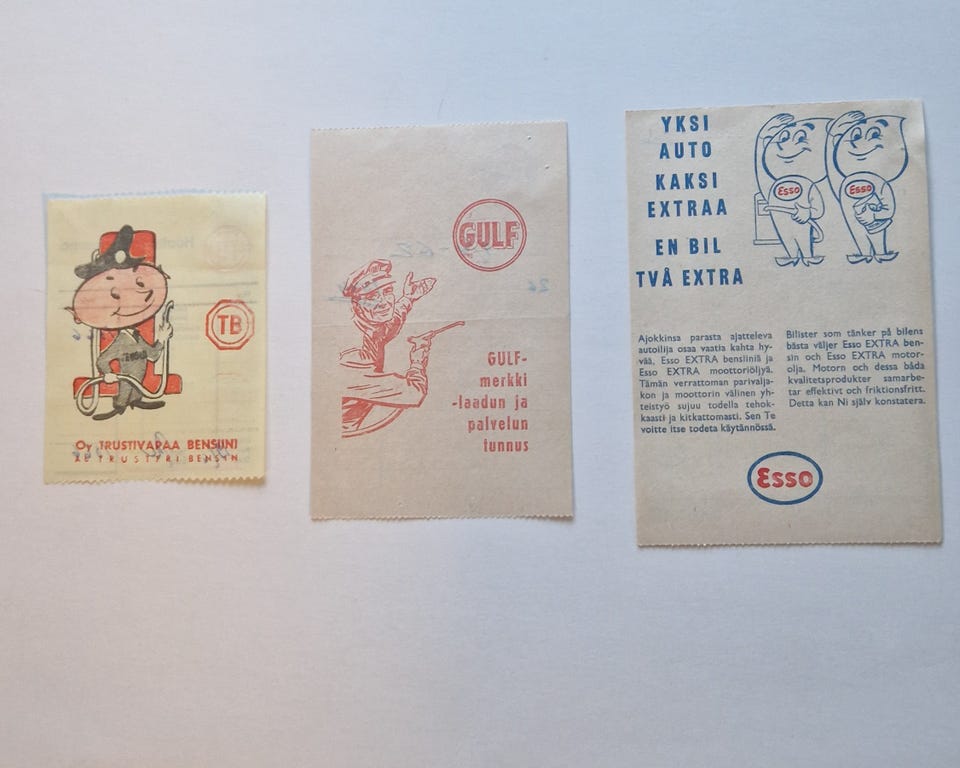 TB
Oy TRUSTIVAPAA BENSIINI
AB TRUSTFRI BENSIN
GULF
GULF-
merkki
-laadun ja
palvelun
tunnus
YKSI
AUTO
KAKSI
EXTRAA
EN BIL
TVÅ EXTRA
Esso
Esso
Ajokkinsa parasta ajatteleva
autoilija osaa vaatia kahta hy-
vää, Esso EXTRA bensiiniä ja
Esso EXTRA moottoriöljyä.
Tämän verrattoman parivalja-
kon ja moottorin välinen yh-
teistyö sujuu todella tehok-
kaasti ja kitkattomasti. Sen Te
voitte itse todeta käytännössä.
Bilister som tänker på bilens
bästa väljer Esso EXTRA ben-
sin och Esso EXTRA motor-
olja. Motorn och dessa båda
kvalitetsprodukter samarbe-
tar effektivt och friktionsfritt.
Detta kan Ni själv konstatera.
Esso